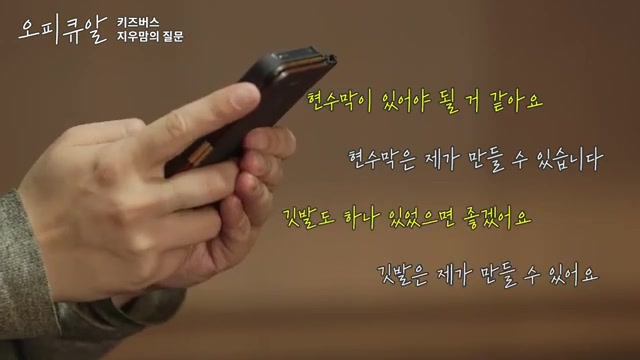 오피큐알
키즈버스
지우맘의 질문
현수막이 있어야 될 거 같아요
현수막은 제가 만들 수 있습니다
깃발도 하나 있었으면 좋겠어요
깃발은 제가 만들 수 있어요